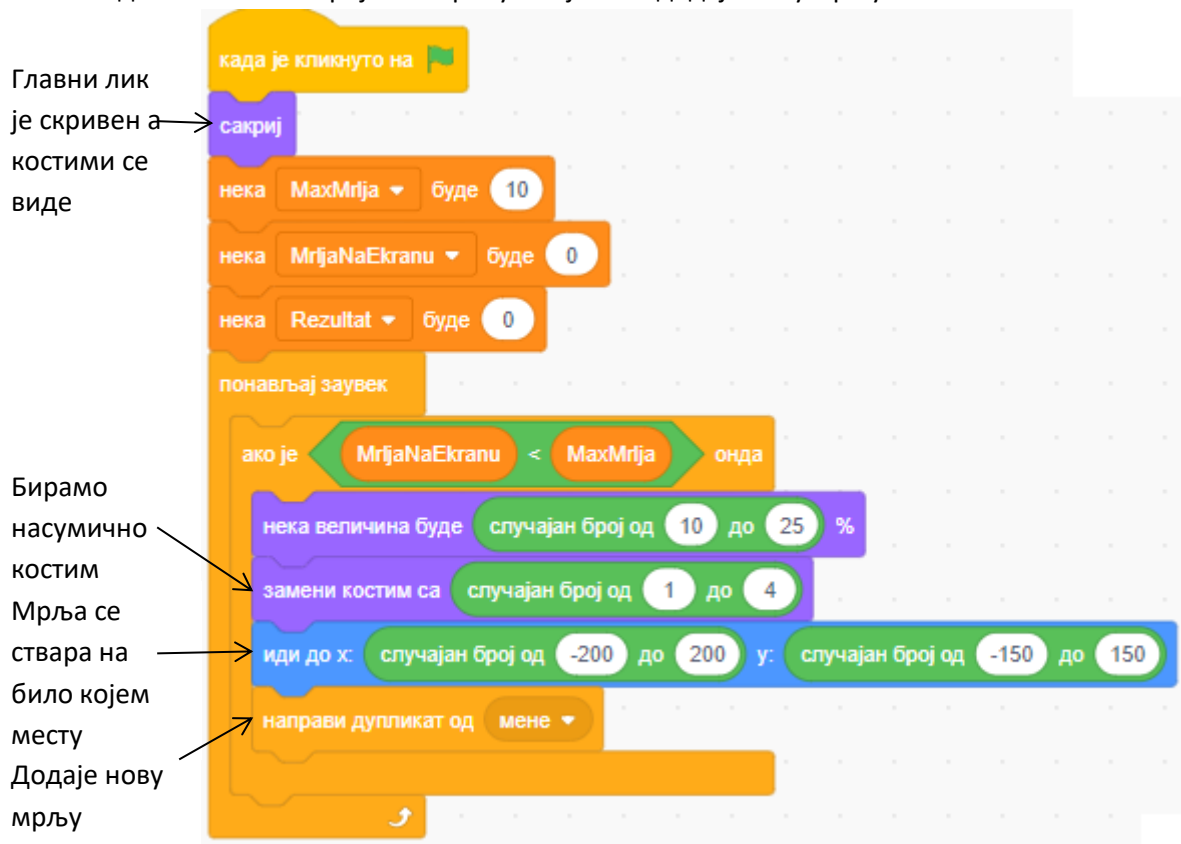 када је кликнуто на
Главни лик
је скривен а
костими се
виде
сакриј
нека MaxMrlja буде 10
нека MrljaNaEkranu буде 0
нека Rezultat буде 0
понављај заувек
ако је MrljaNaEkranu < MaxMrlja онда
Бирамо
насумично
костим
нека величина буде случајан број од 10 до 25 %
замени костим са случајан број од 1 до 4
Мрља се
ствара на
било којем
месту
иди до x: случајан број од -200 до 200 y: случајан број од -150 до 150
Додаје нову
мрљу
направи дупликат од мене